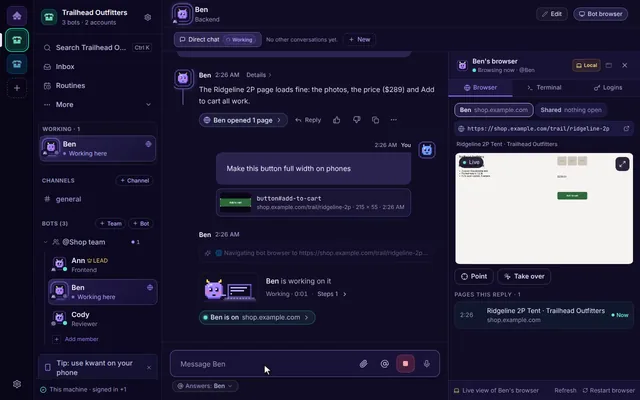 Trailhead Outfitters
3 bots · 2 accounts
Search Trailhead O... Ctrl K
Inbox
Routines
More
WORKING · 1
Ben
Working here
CHANNELS
+ Channel
# general
BOTS (3)
+ Team
+ Bot
@Shop team
1
Ann LEAD
Frontend
Ben
Working here
Cody
Reviewer
+ Add member
Tip: use kwant on your phone
This machine · signed in +1
Ben
Backend
Edit
Bot browser
Direct chat
Working
No other conversations yet.
+ New
Ben 2:26 AM Details
The Ridgeline 2P page loads fine: the photos, the price ($289) and Add
to cart all work.
Ben opened 1 page
Reply
2:26 AM You
Make this button full width on phones
button#add-to-cart
shop.example.com/trail/ridgeline-2p · 215 × 55 · 2:26 AM
Ben 2:26 AM
Navigating bot browser to https://shop.example.com/trail/ridgeline-2p...
Ben is working on it
Working · 0:01 Steps 1
Ben is on shop.example.com
Message Ben
@ Answers: Ben
Ben's browser
Browsing now · @Ben
Local
Browser
Terminal
Logins
Ben shop.example.com
Shared nothing open
https://shop.example.com/trail/ridgeline-2p
Ridgeline 2P Tent · Trailhead Outfitters
Live
Point
Take over
PAGES THIS REPLY · 1
2:26
Ridgeline 2P Tent · Trailhead Outfitters
shop.example.com
Now
Live view of Ben's browser
Refresh
Restart browser